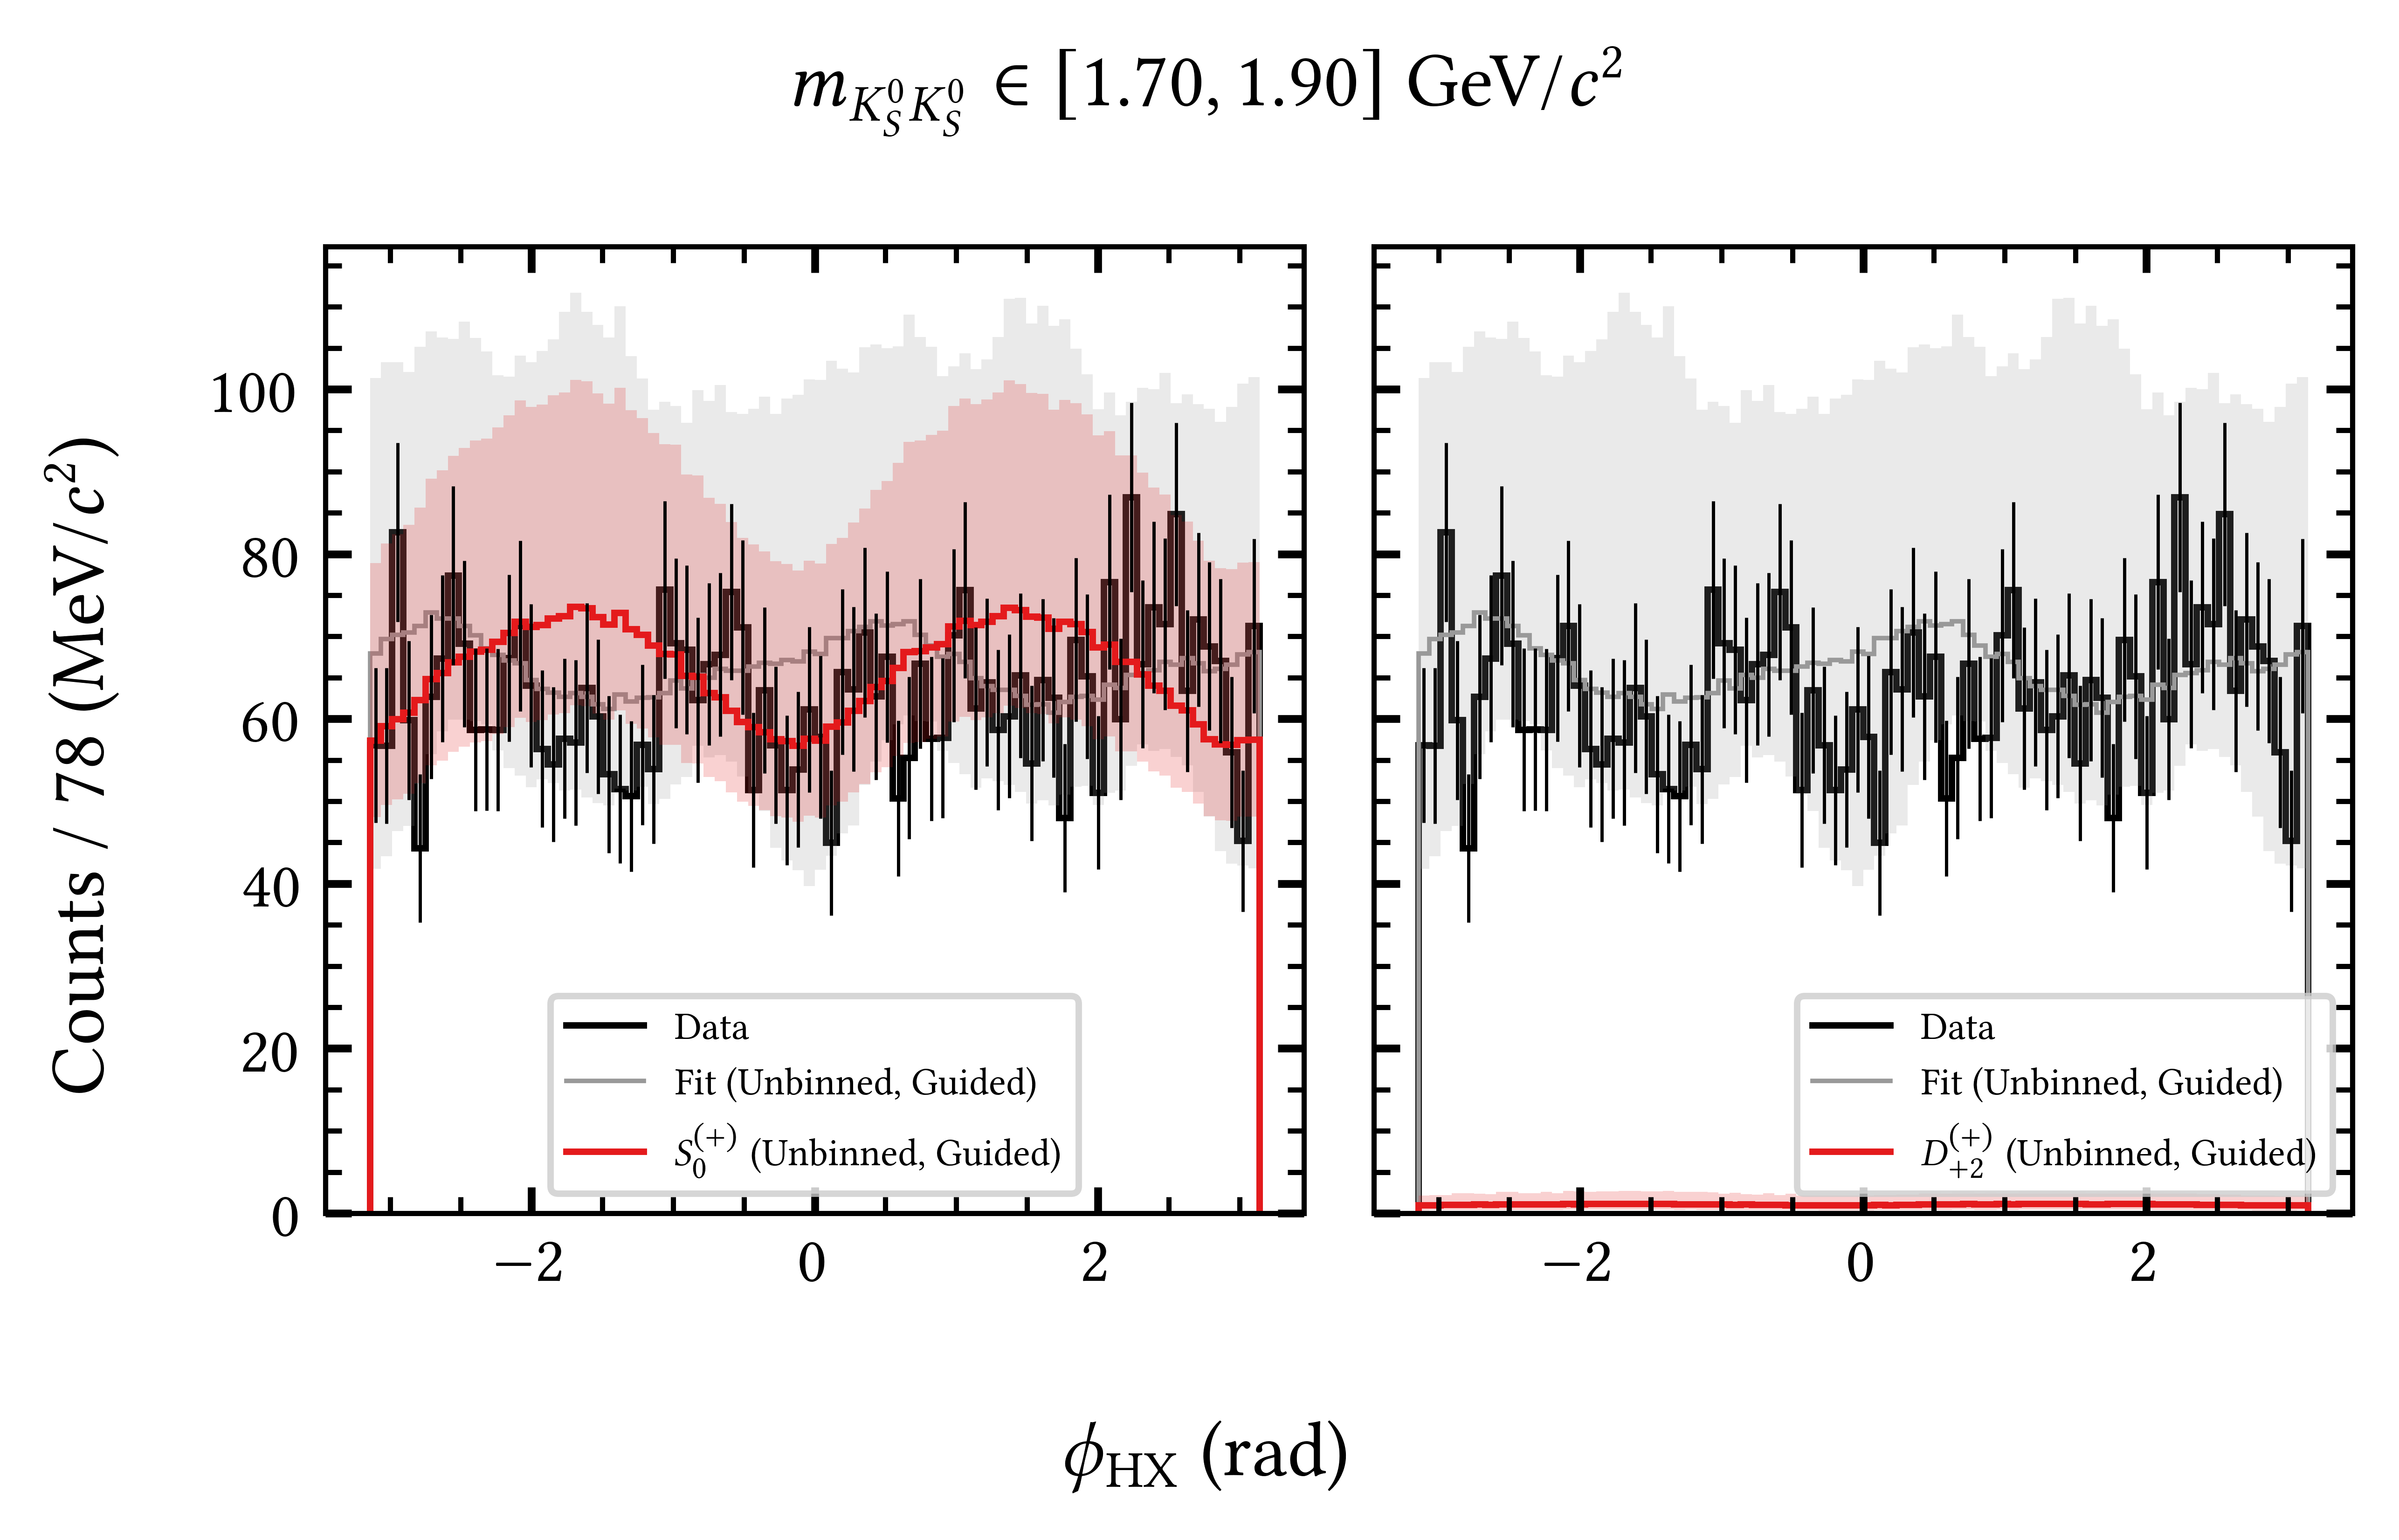 m_{K_S^0 K_S^0} ∈ [1.70, 1.90] GeV/c²
Counts / 78 (MeV/c²)
100
80
60
40
20
0
Data
Fit (Unbinned, Guided)
S_0^{(+)} (Unbinned, Guided)
Data
Fit (Unbinned, Guided)
D_{+2}^{(+)} (Unbinned, Guided)
−2 0 2
−2 0 2
ϕ_{HX} (rad)